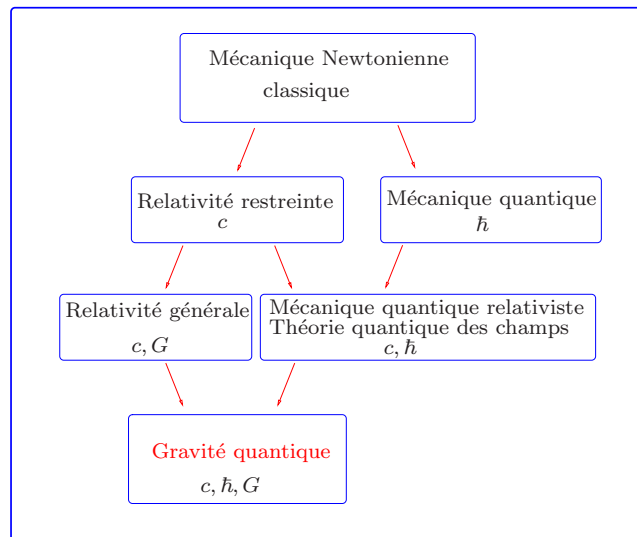 Mécanique Newtonienne
classique
Relativité restreinte
c
Mécanique quantique
ℏ
Relativité générale
c, G
Mécanique quantique relativiste
Théorie quantique des champs
c, ℏ
Gravité quantique
c, ℏ, G